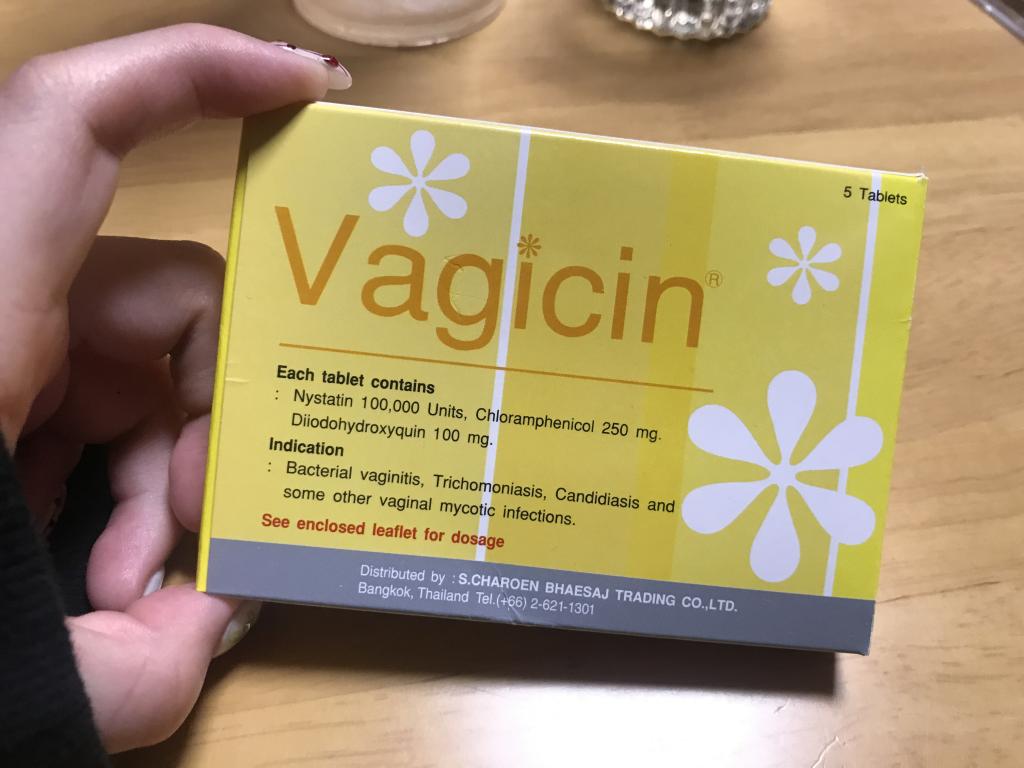 5 Tablets
Vagicin®
Each tablet contains
: Nystatin 100,000 Units, Chloramphenicol 250 mg.
Diiodohydroxyquin 100 mg.
Indication
: Bacterial vaginitis, Trichomoniasis, Candidiasis and
some other vaginal mycotic infections.
See enclosed leaflet for dosage
Distributed by : S.CHAROEN BHAESAJ TRADING CO.,LTD.
Bangkok, Thailand Tel.(+66) 2-621-1301